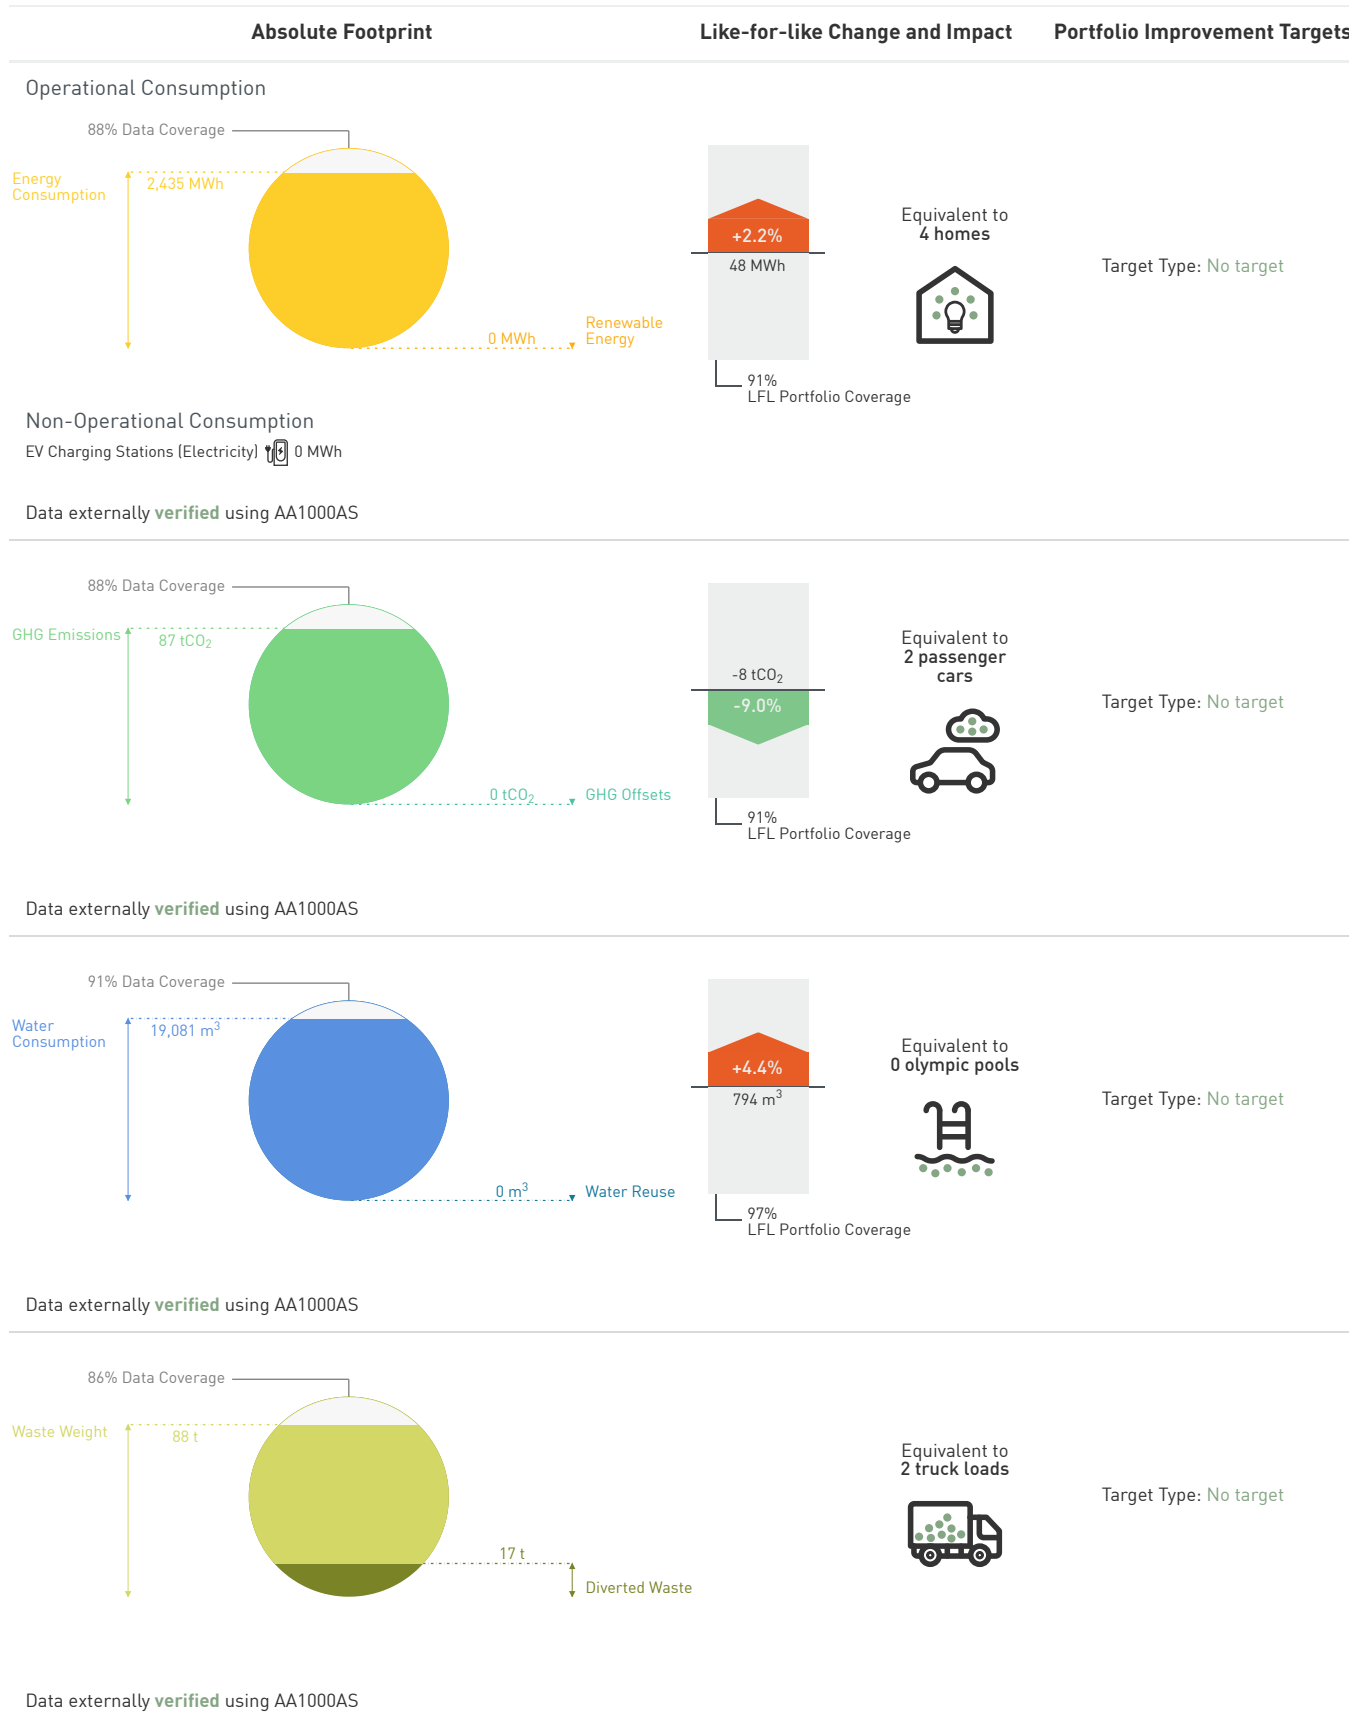 Absolute Footprint
Like-for-like Change and Impact
Portfolio Improvement Targets
Operational Consumption
88% Data Coverage
Energy
Consumption
2,435 MWh
0 MWh
Renewable
Energy
+2.2%
48 MWh
91%
LFL Portfolio Coverage
Equivalent to
4 homes
Target Type: No target
Non-Operational Consumption
EV Charging Stations (Electricity) 0 MWh
Data externally verified using AA1000AS
88% Data Coverage
GHG Emissions
87 tCO₂
0 tCO₂
GHG Offsets
-8 tCO₂
-9.0%
91%
LFL Portfolio Coverage
Equivalent to
2 passenger
cars
Target Type: No target
Data externally verified using AA1000AS
91% Data Coverage
Water
Consumption
19,081 m³
0 m³
Water Reuse
+4.4%
794 m³
97%
LFL Portfolio Coverage
Equivalent to
0 olympic pools
Target Type: No target
Data externally verified using AA1000AS
86% Data Coverage
Waste Weight
88 t
17 t
Diverted Waste
Equivalent to
2 truck loads
Target Type: No target
Data externally verified using AA1000AS